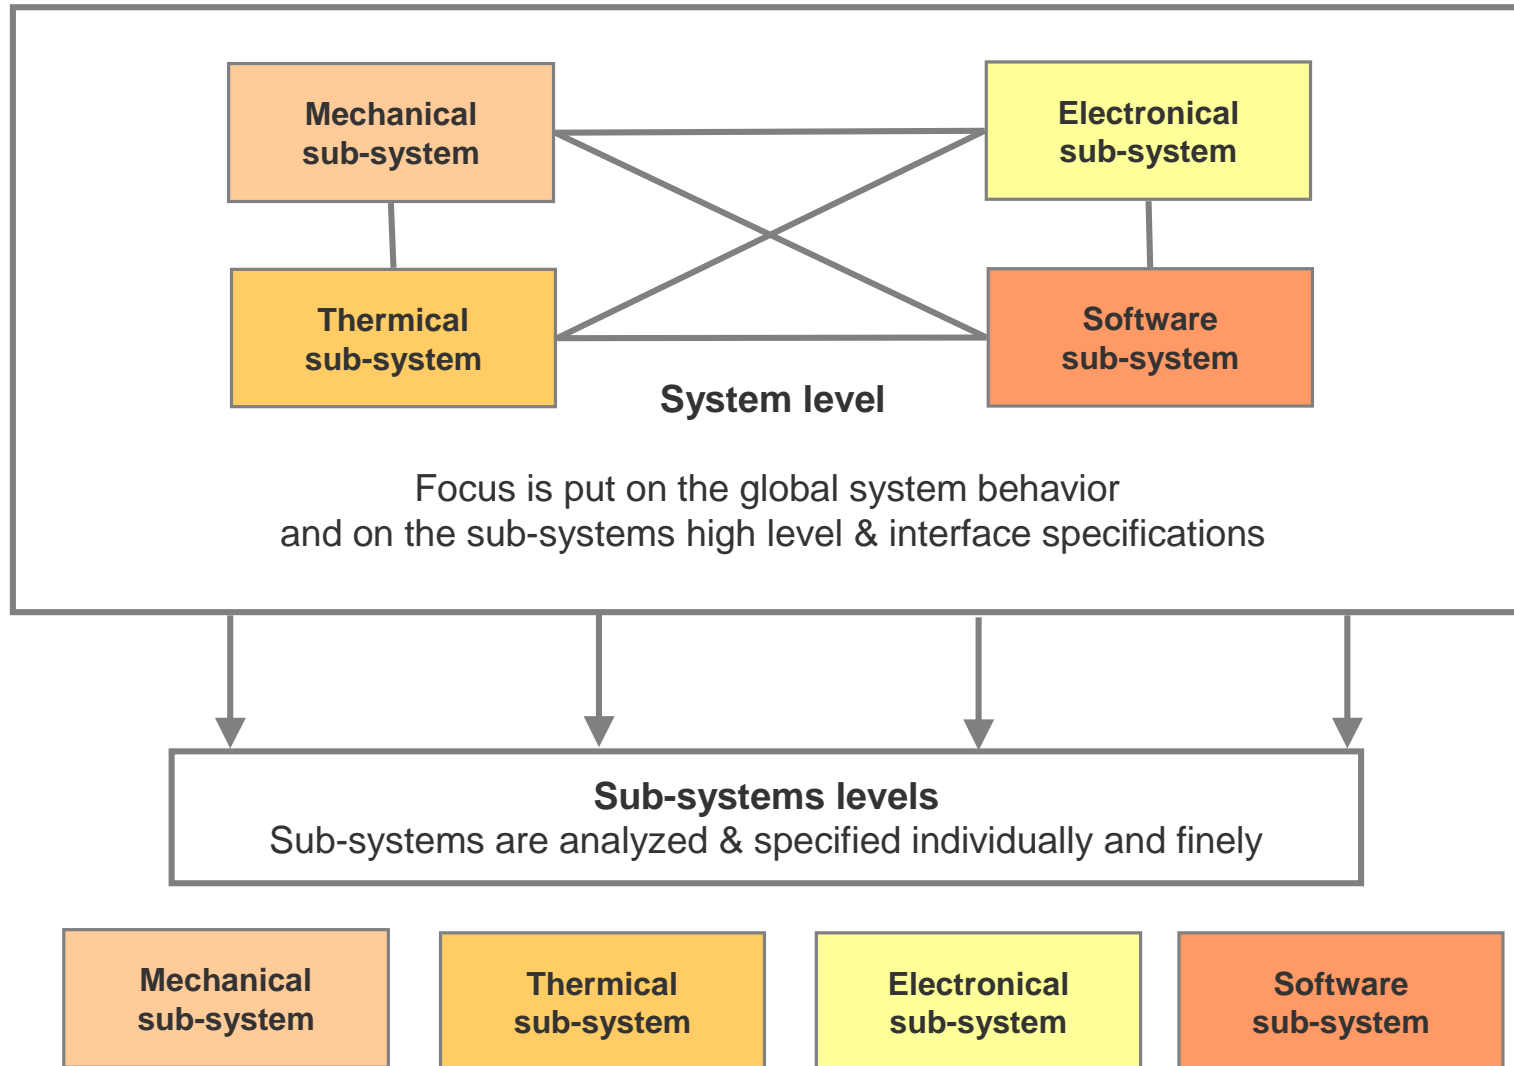 Mechanical
sub-system
Electronical
sub-system
Thermical
sub-system
Software
sub-system
System level
Focus is put on the global system behavior
and on the sub-systems high level & interface specifications
Sub-systems levels
Sub-systems are analyzed & specified individually and finely
Mechanical
sub-system
Thermical
sub-system
Electronical
sub-system
Software
sub-system